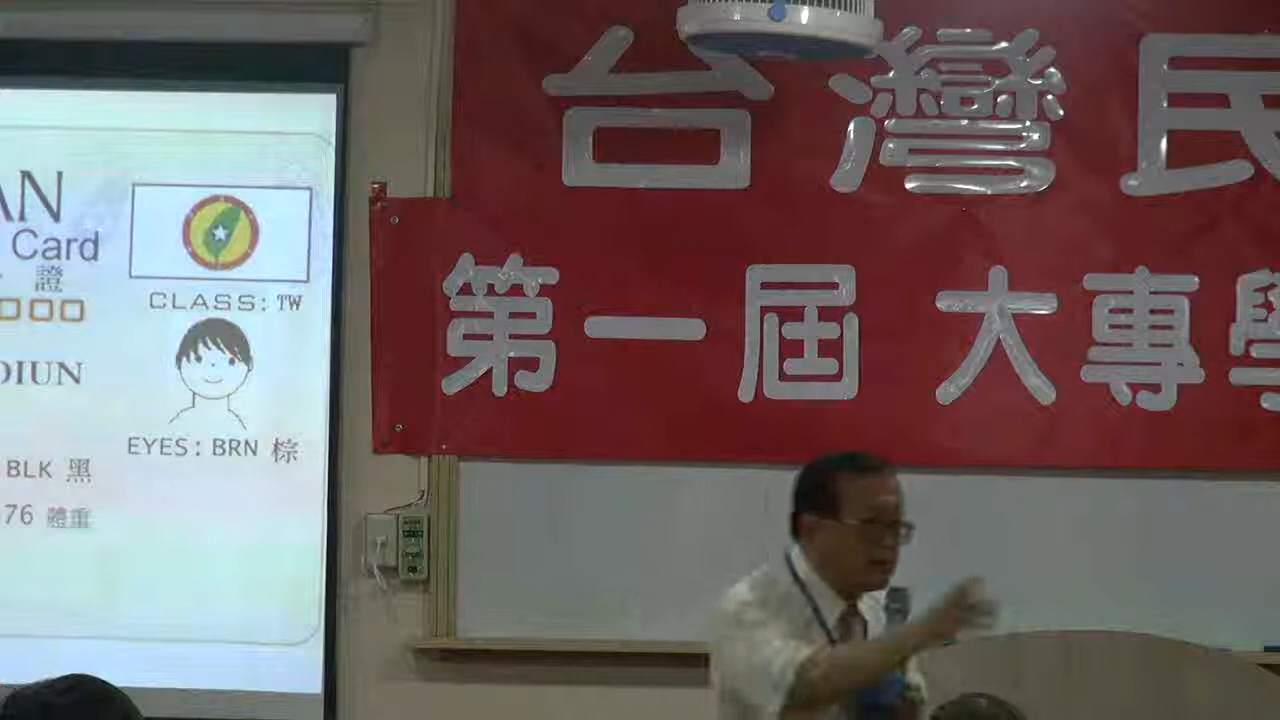 台灣民
第一屆 大專學
AN
Card
證
CLASS: TW
DIUN
EYES: BRN 棕
BLK 黑
76 體重